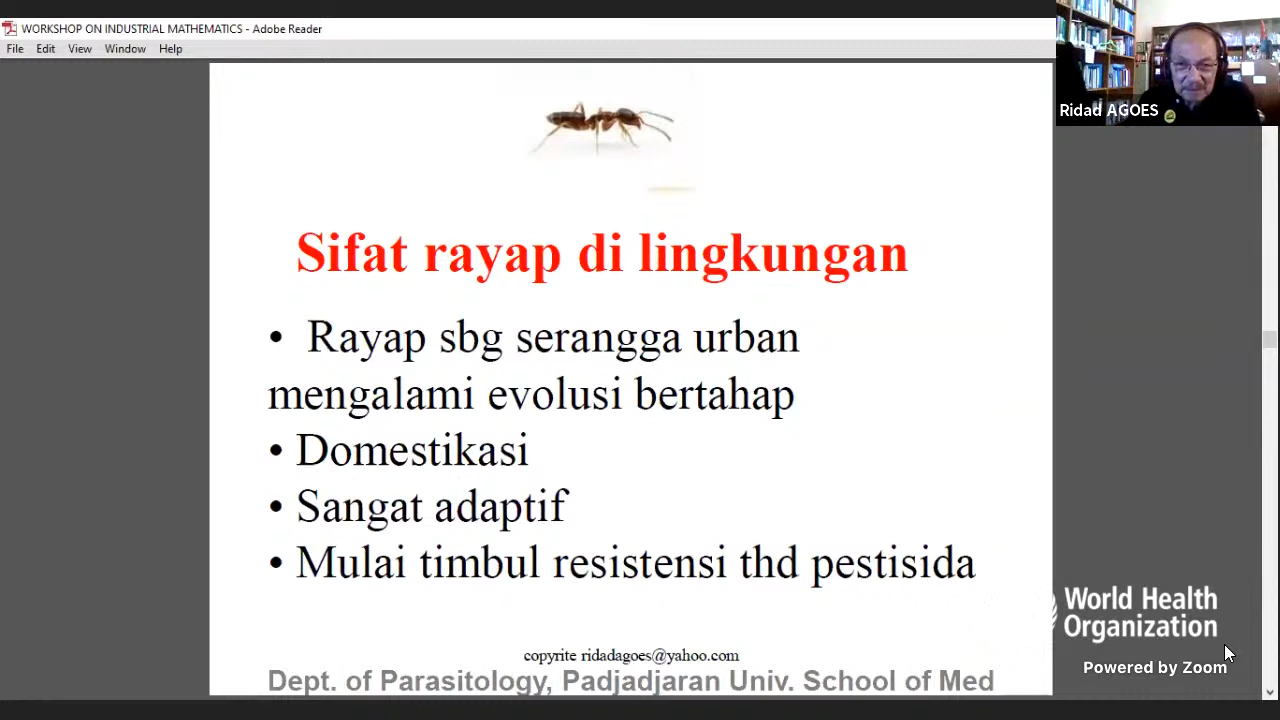 WORKSHOP ON INDUSTRIAL MATHEMATICS - Adobe Reader
File Edit View Window Help
Ridad AGOES
Sifat rayap di lingkungan
• Rayap sbg serangga urban
mengalami evolusi bertahap
• Domestikasi
• Sangat adaptif
• Mulai timbul resistensi thd pestisida
World Health
Organization
copyrite ridadagoes@yahoo.com
Powered by Zoom
Dept. of Parasitology, Padjadjaran Univ. School of Med